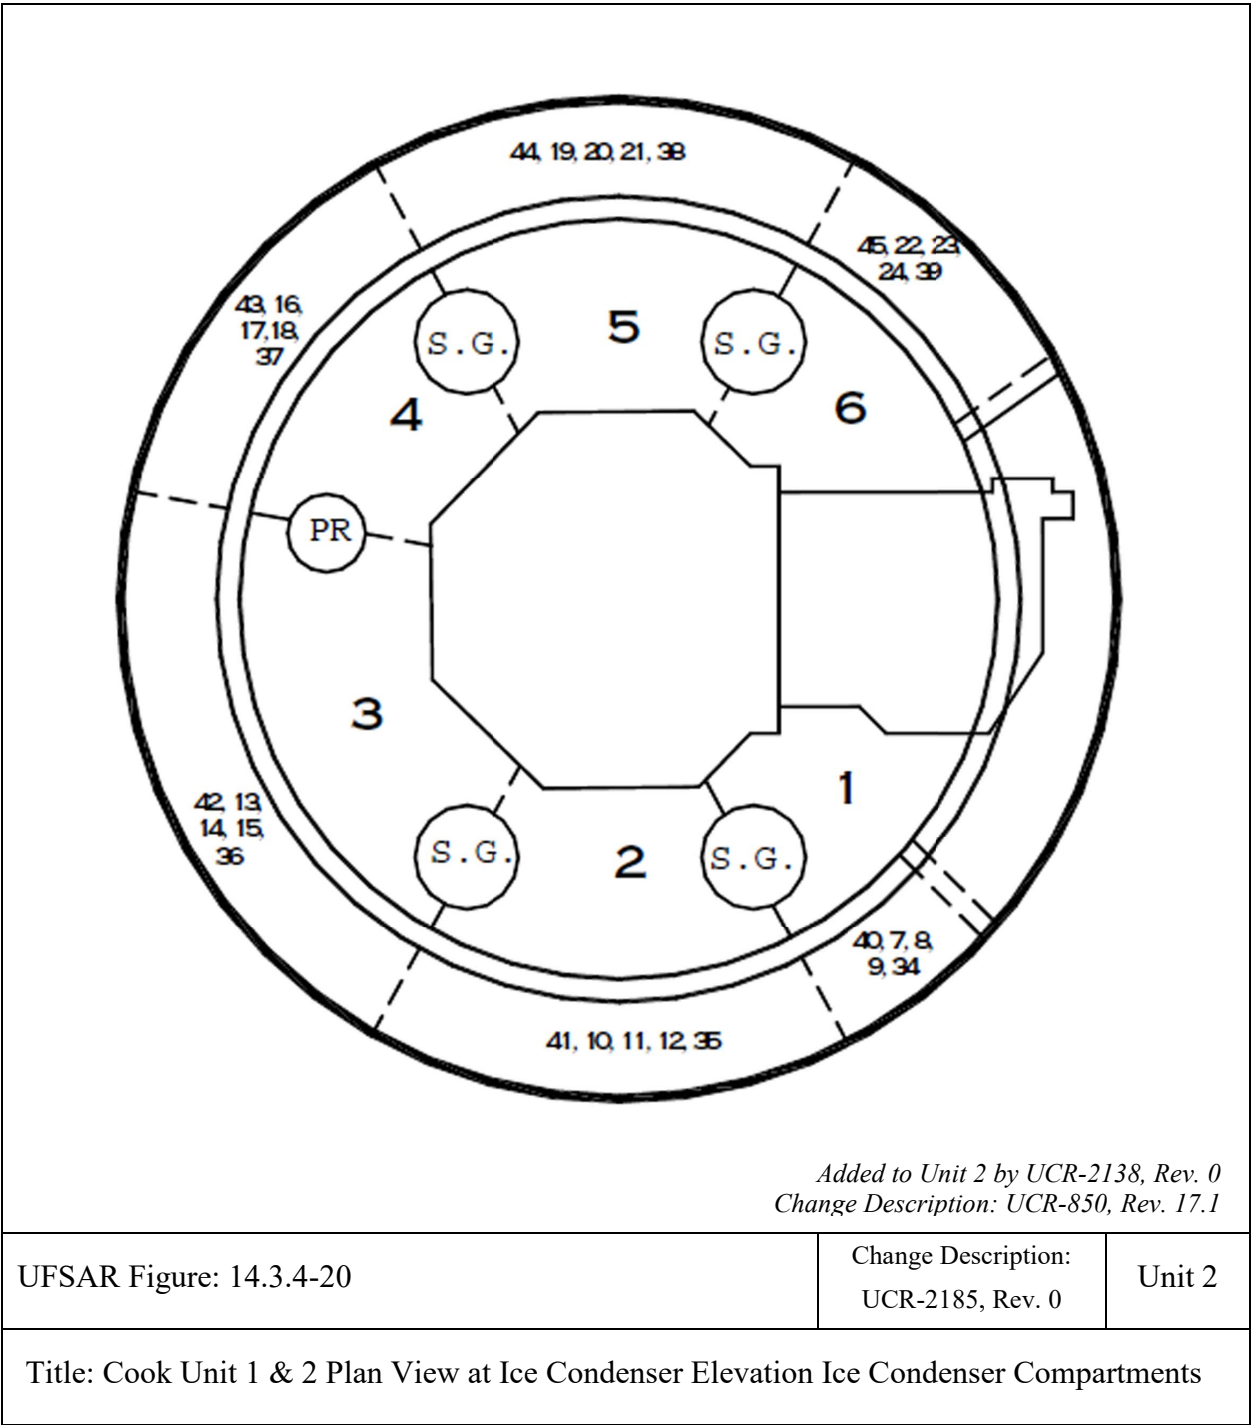 44, 19, 20, 21, 38
45, 22, 23,
24, 39
43, 16,
17, 18,
37
S.G.
5
S.G.
4
6
PR
3
1
42, 13,
14, 15,
36
S.G.
2
S.G.
40, 7, 8,
9, 34
41, 10, 11, 12, 35
Added to Unit 2 by UCR-2138, Rev. 0
Change Description: UCR-850, Rev. 17.1
UFSAR Figure: 14.3.4-20
Change Description:
UCR-2185, Rev. 0
Unit 2
Title: Cook Unit 1 & 2 Plan View at Ice Condenser Elevation Ice Condenser Compartments